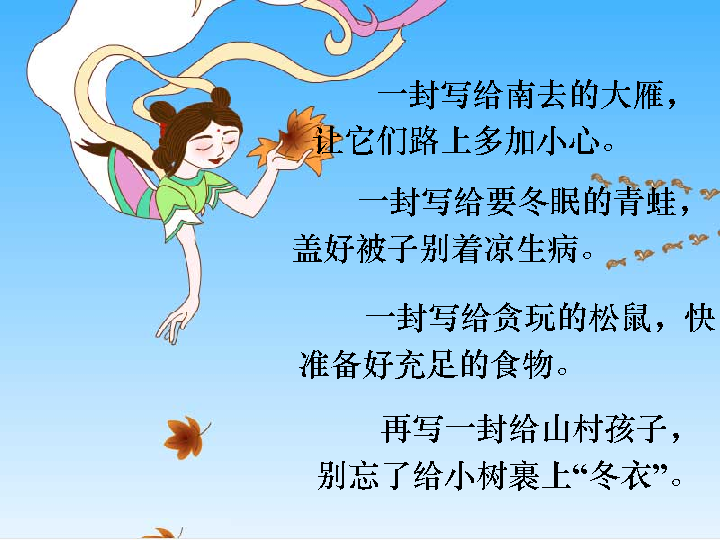 一封写给南去的大雁，
让它们路上多加小心。
一封写给要冬眠的青蛙，
盖好被子别着凉生病。
一封写给贪玩的松鼠，快
准备好充足的食物。
再写一封给山村孩子，
别忘了给小树裹上“冬衣”。